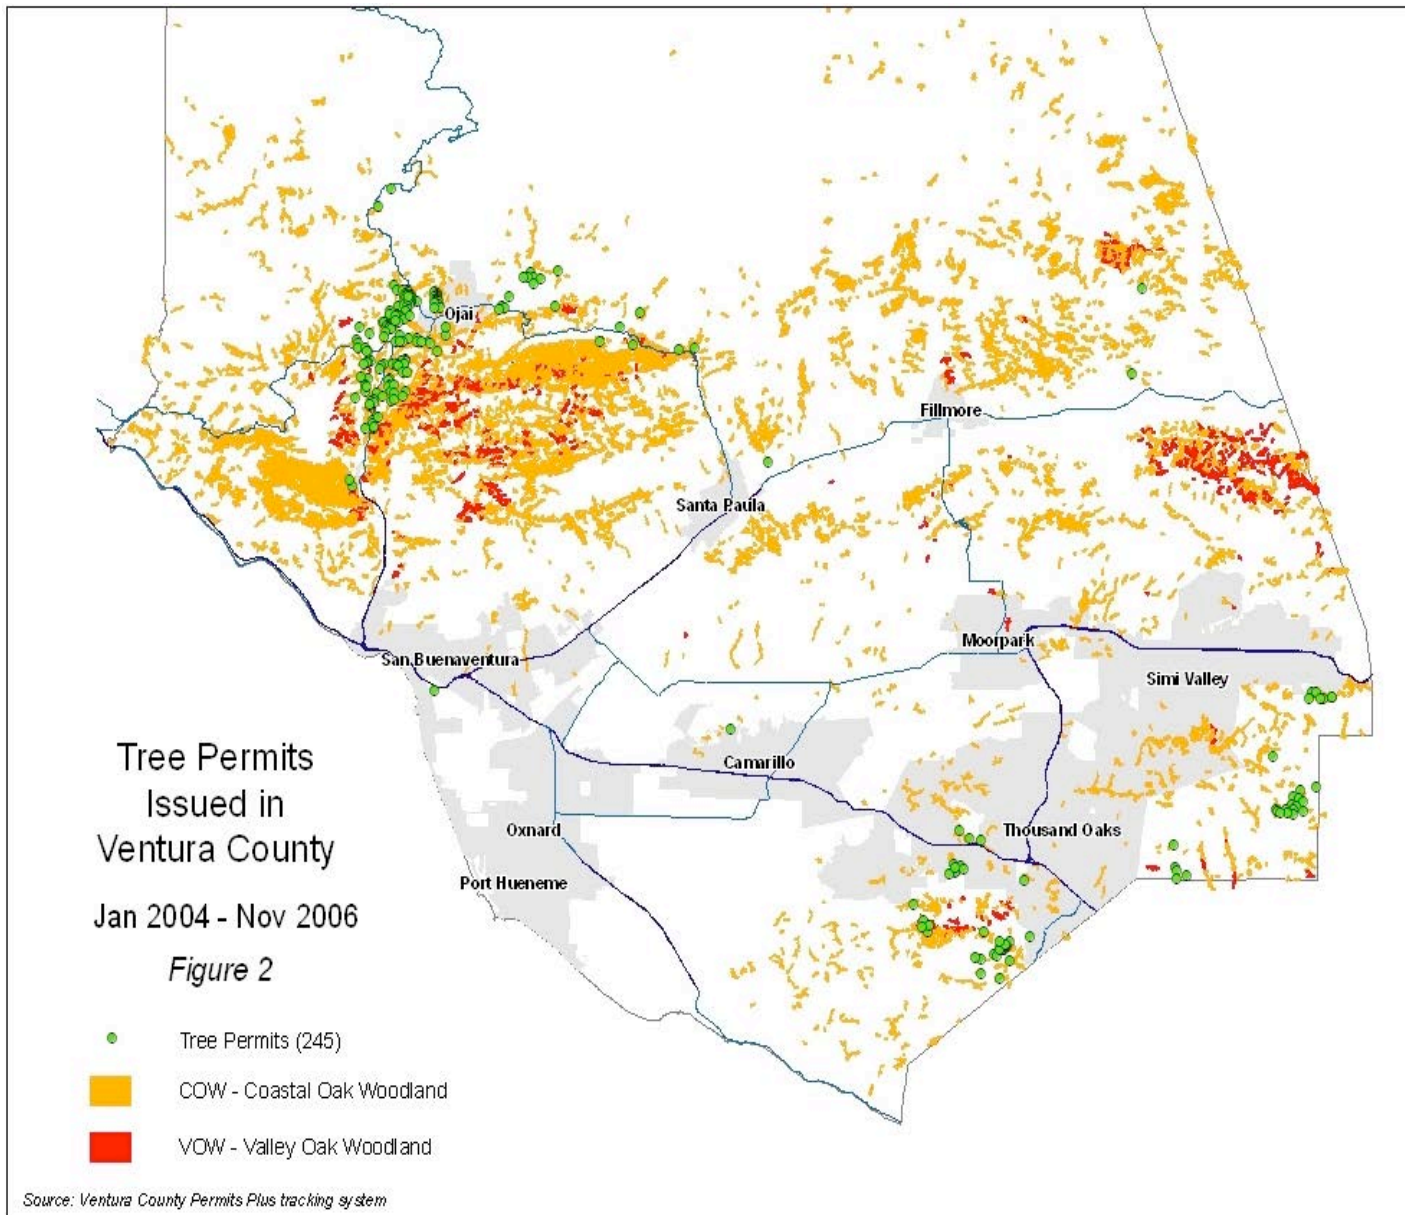 Ojai
Fillmore
Santa Paula
Moorpark
San Buenaventura
Simi Valley
Camarillo
Oxnard
Thousand Oaks
Port Hueneme
Tree Permits
Issued in
Ventura County
Jan 2004 - Nov 2006
Figure 2
Tree Permits (245)
COW - Coastal Oak Woodland
VOW - Valley Oak Woodland
Source: Ventura County Permits Plus tracking system